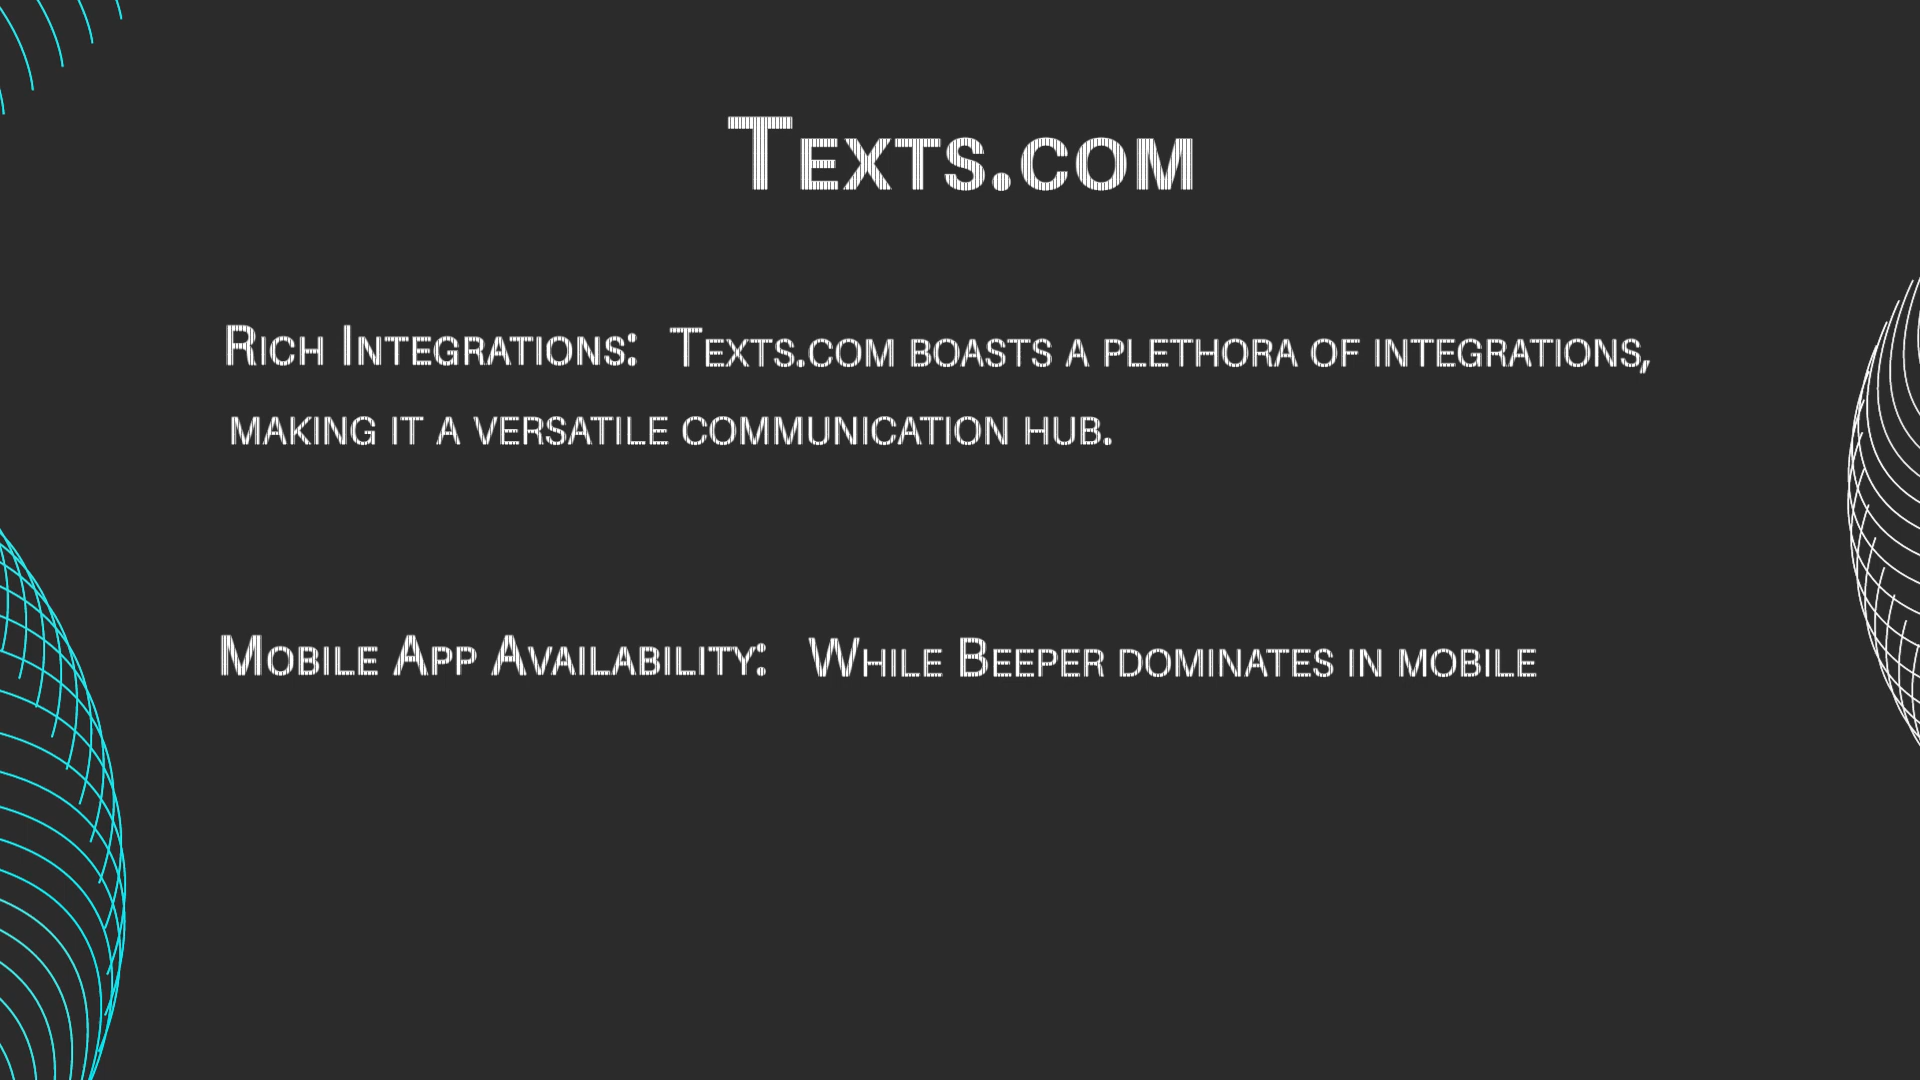 Texts.com
Rich Integrations: Texts.com boasts a plethora of integrations,
making it a versatile communication hub.
Mobile App Availability: While Beeper dominates in mobile